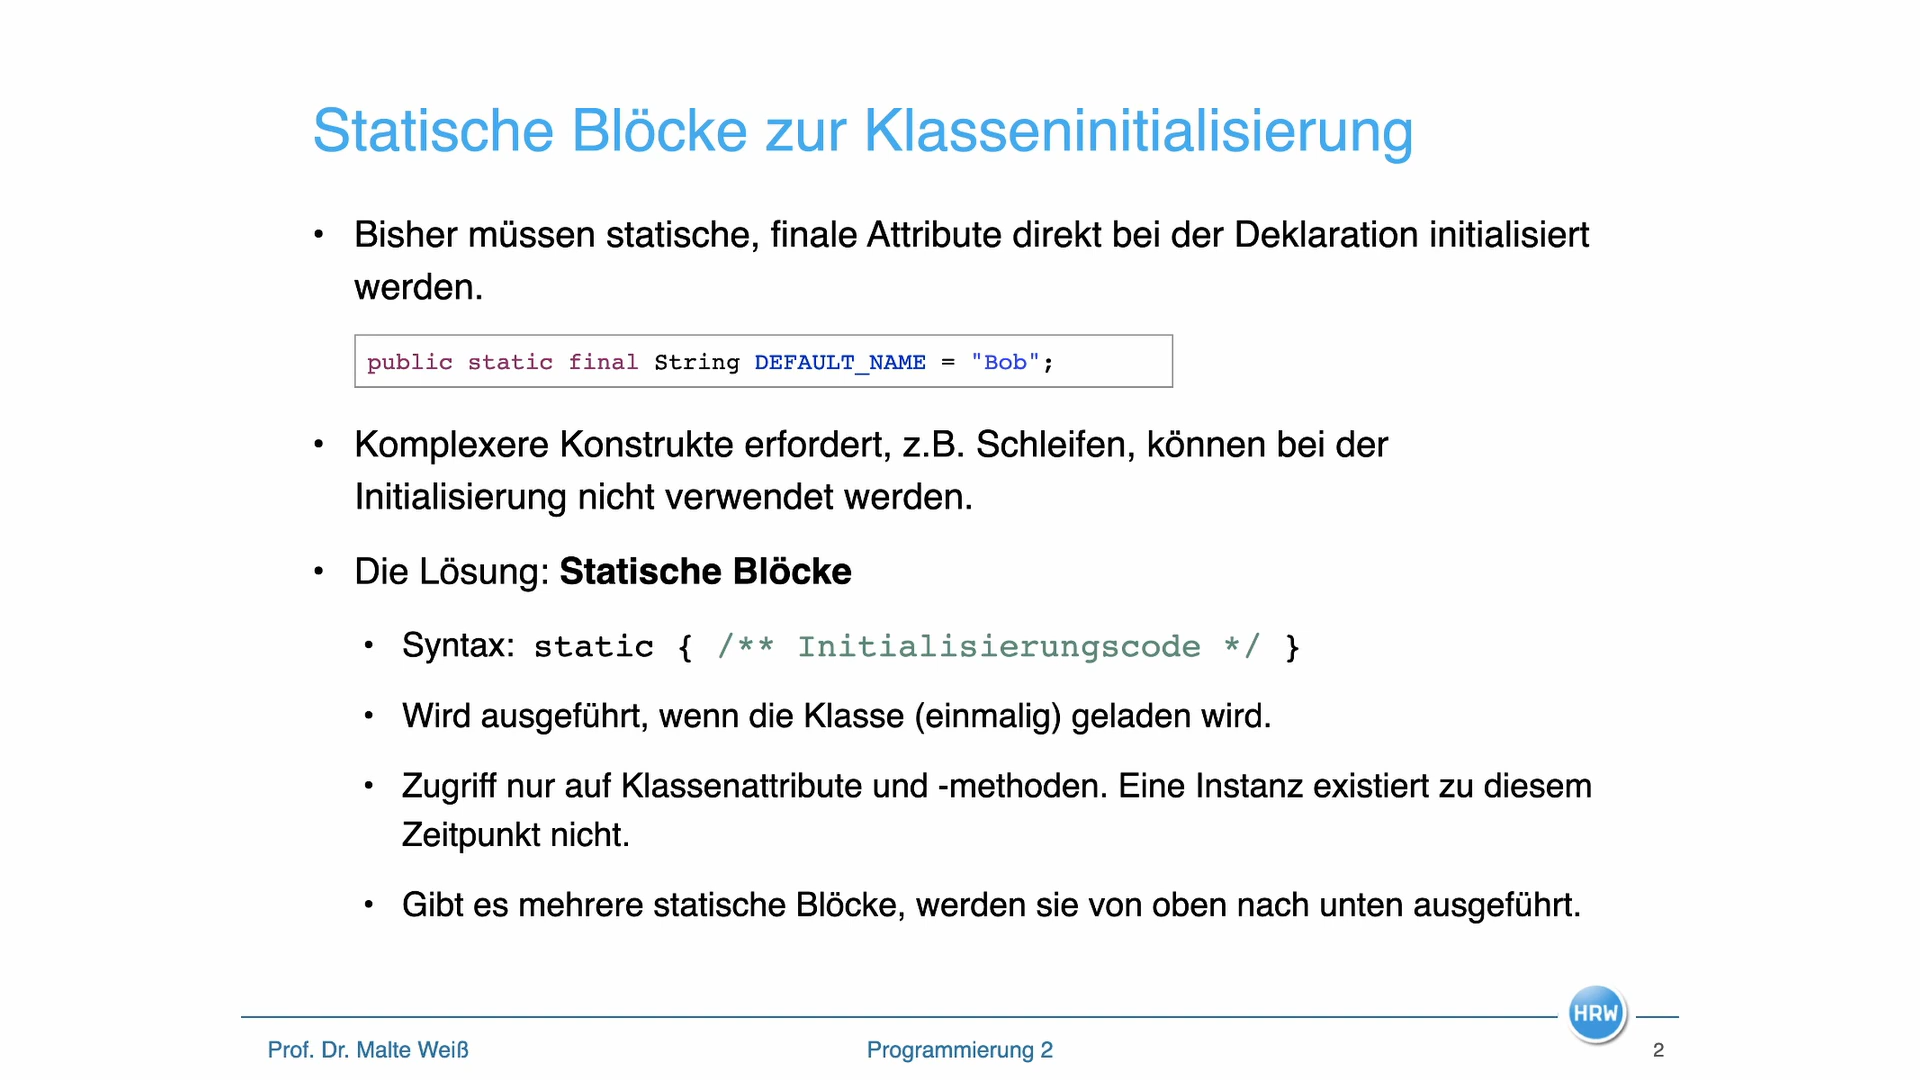 Statische Blöcke zur Klasseninitialisierung
• Bisher müssen statische, finale Attribute direkt bei der Deklaration initialisiert
werden.
public static final String DEFAULT_NAME = "Bob";
• Komplexere Konstrukte erfordert, z.B. Schleifen, können bei der
Initialisierung nicht verwendet werden.
• Die Lösung: Statische Blöcke
• Syntax: static { /** Initialisierungscode */ }
• Wird ausgeführt, wenn die Klasse (einmalig) geladen wird.
• Zugriff nur auf Klassenattribute und -methoden. Eine Instanz existiert zu diesem
Zeitpunkt nicht.
• Gibt es mehrere statische Blöcke, werden sie von oben nach unten ausgeführt.
HRW
Prof. Dr. Malte Weiß
Programmierung 2
2